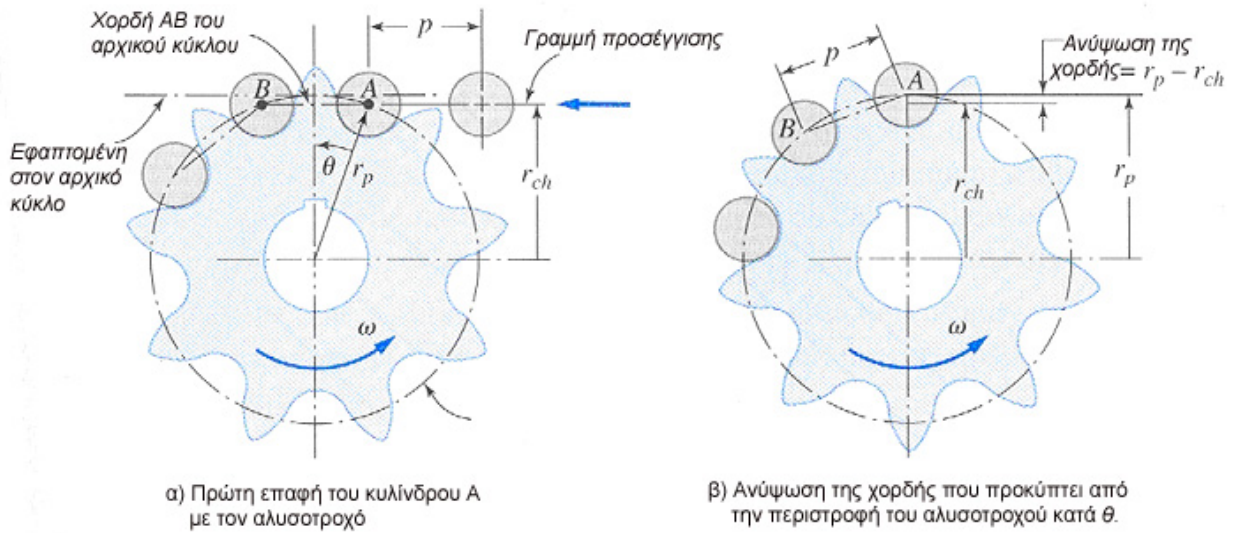 Χορδή ΑΒ του
αρχικού κύκλου
p
Γραμμή προσέγγισης
B
A
Εφαπτομένη
στον αρχικό
κύκλο
θ
r_p
r_ch
ω
α) Πρώτη επαφή του κυλίνδρου Α
με τον αλυσοτροχό
p
Ανύψωση της
χορδής= r_p – r_ch
A
B
r_ch
r_p
ω
β) Ανύψωση της χορδής που προκύπτει από
την περιστροφή του αλυσοτροχού κατά θ.